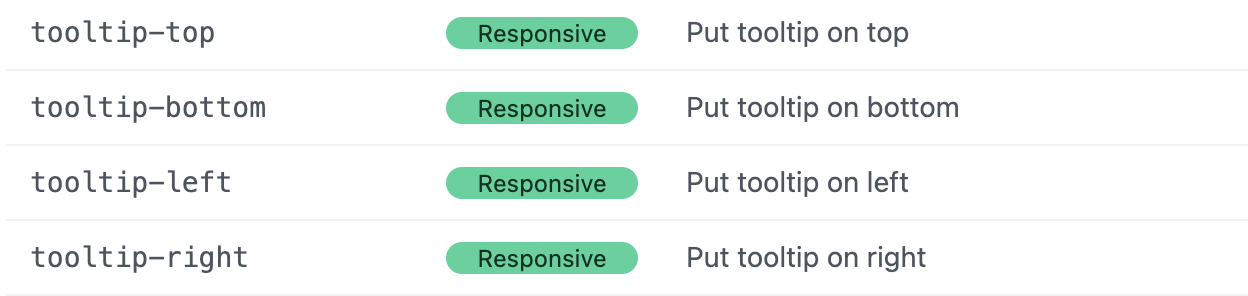 tooltip-top Responsive Put tooltip on top
tooltip-bottom Responsive Put tooltip on bottom
tooltip-left Responsive Put tooltip on left
tooltip-right Responsive Put tooltip on right